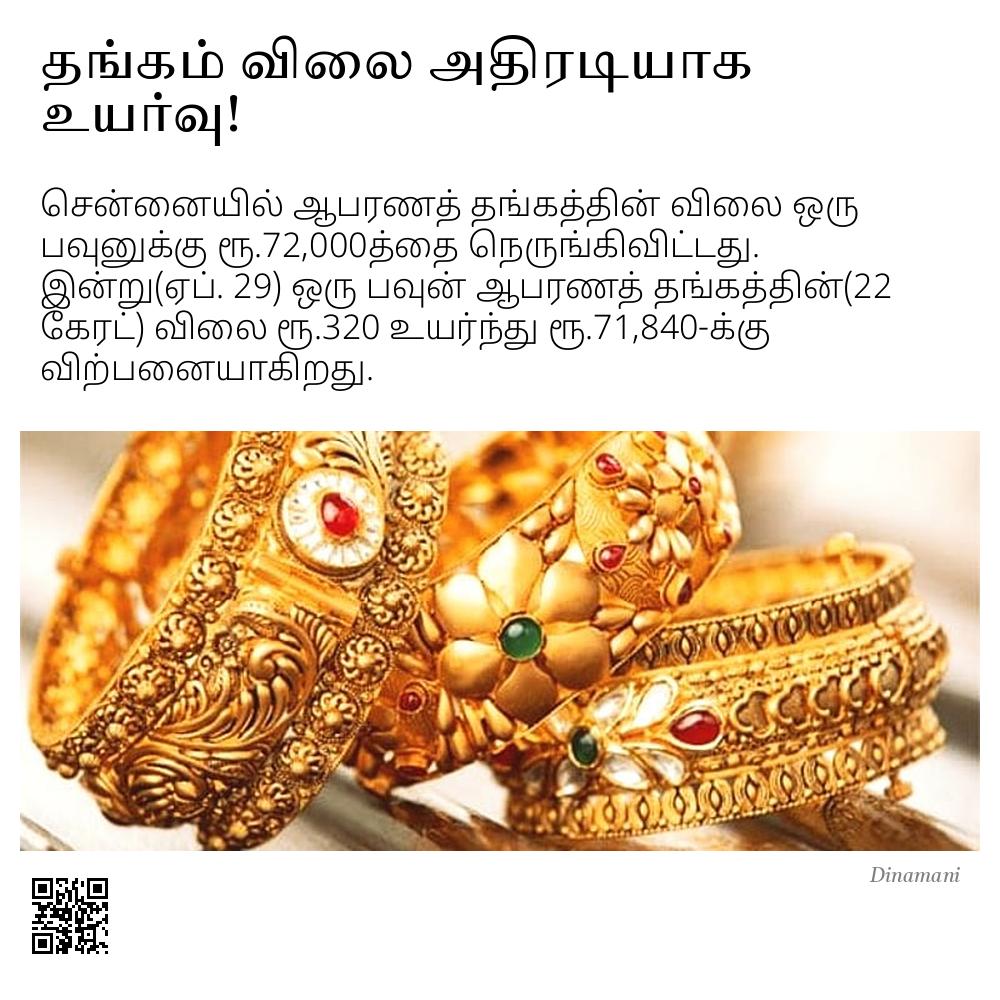 தங்கம் விலை அதிரடியாக
உயர்வு!
சென்னையில் ஆபரணத் தங்கத்தின் விலை ஒரு
பவுனுக்கு ரூ.72,000த்தை நெருங்கிவிட்டது.
இன்று(ஏப். 29) ஒரு பவுன் ஆபரணத் தங்கத்தின்(22
கேரட்) விலை ரூ.320 உயர்ந்து ரூ.71,840-க்கு
விற்பனையாகிறது.
Dinamani